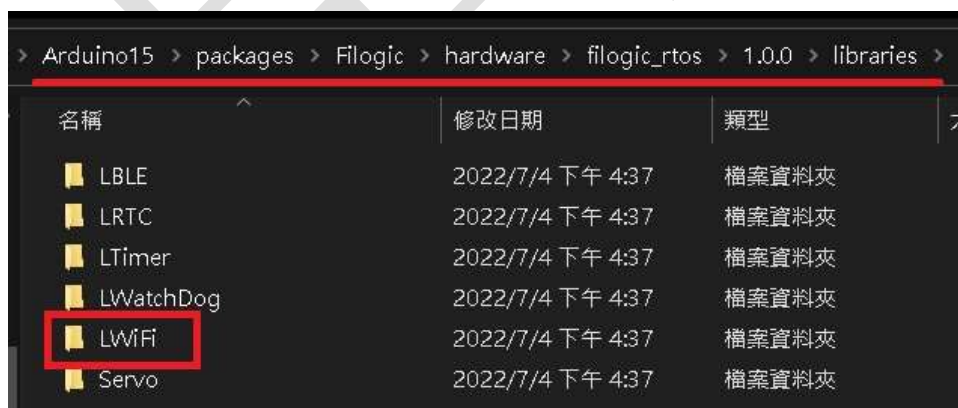 > Arduino15 > packages > Filogic > hardware > filogic_rtos > 1.0.0 > libraries >
名稱 修改日期 類型
LBLE 2022/7/4 下午 4:37 檔案資料夾
LRTC 2022/7/4 下午 4:37 檔案資料夾
LTimer 2022/7/4 下午 4:37 檔案資料夾
LWatchDog 2022/7/4 下午 4:37 檔案資料夾
LWiFi 2022/7/4 下午 4:37 檔案資料夾
Servo 2022/7/4 下午 4:37 檔案資料夾